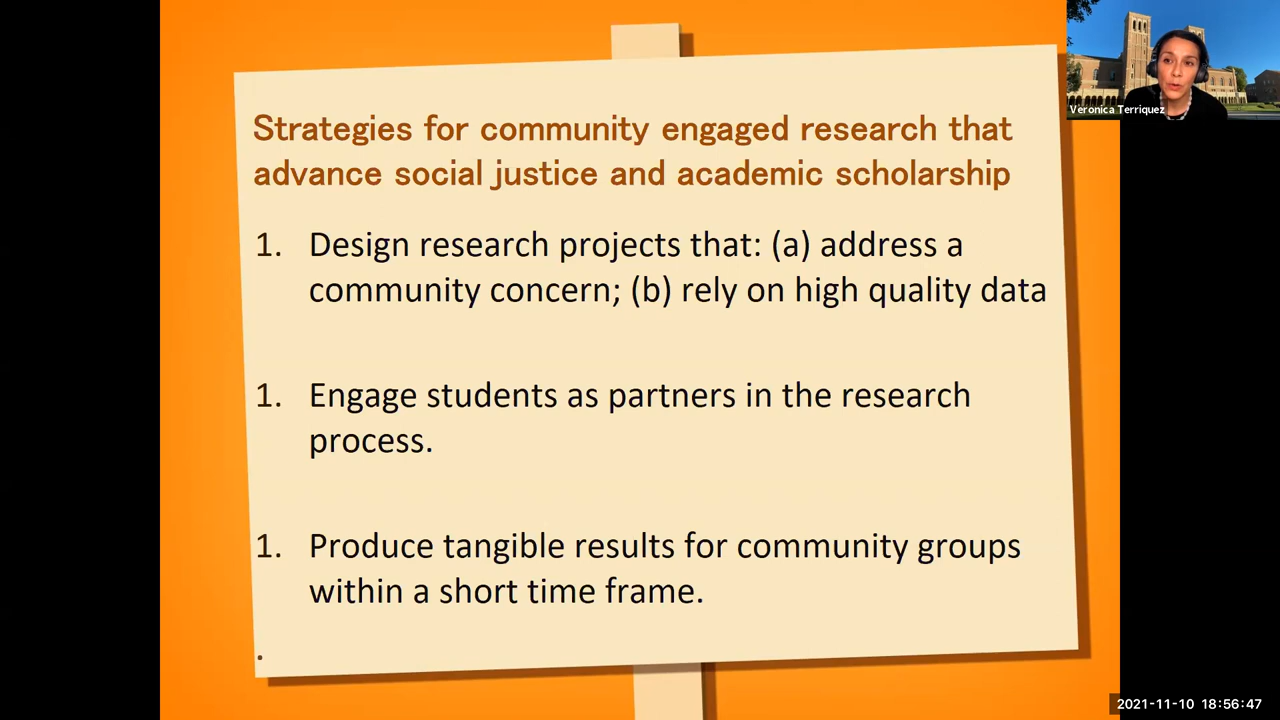 Strategies for community engaged research that
advance social justice and academic scholarship
1. Design research projects that: (a) address a
community concern; (b) rely on high quality data
1. Engage students as partners in the research
process.
1. Produce tangible results for community groups
within a short time frame.
Veronica Terriquez
2021-11-10 18:56:47